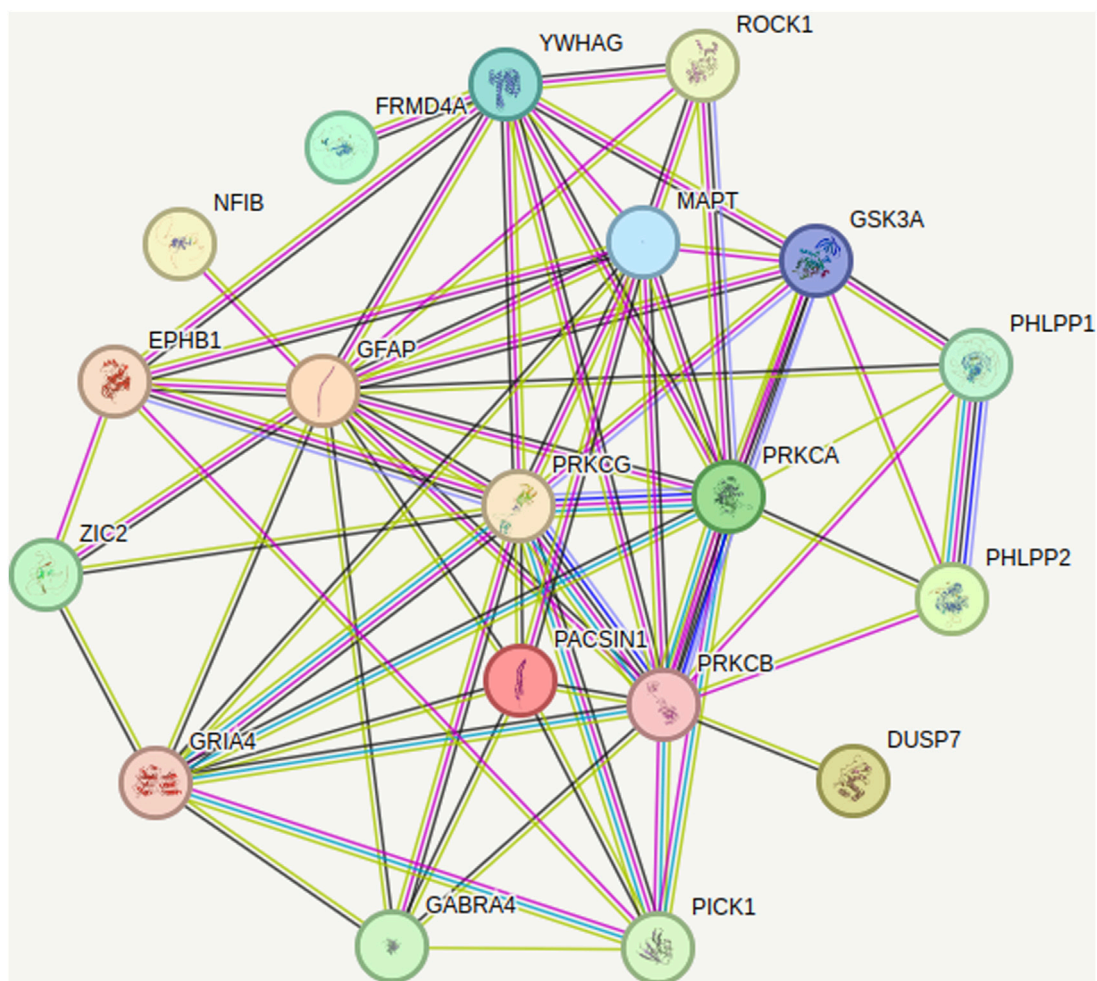 ROCK1
YWHAG
FRMD4A
MAPT
NFIB
GSK3A
PHLPP1
EPHB1
GFAP
PRKCG
PRKCA
ZIC2
PHLPP2
PACSIN1
PRKCB
GRIA4
DUSP7
GABRA4
PICK1